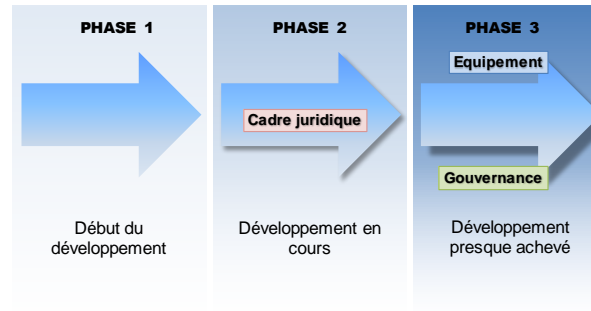 PHASE 1
PHASE 2
PHASE 3
Equipement
Cadre juridique
Gouvernance
Début du
développement
Développement en
cours
Développement
presque achevé